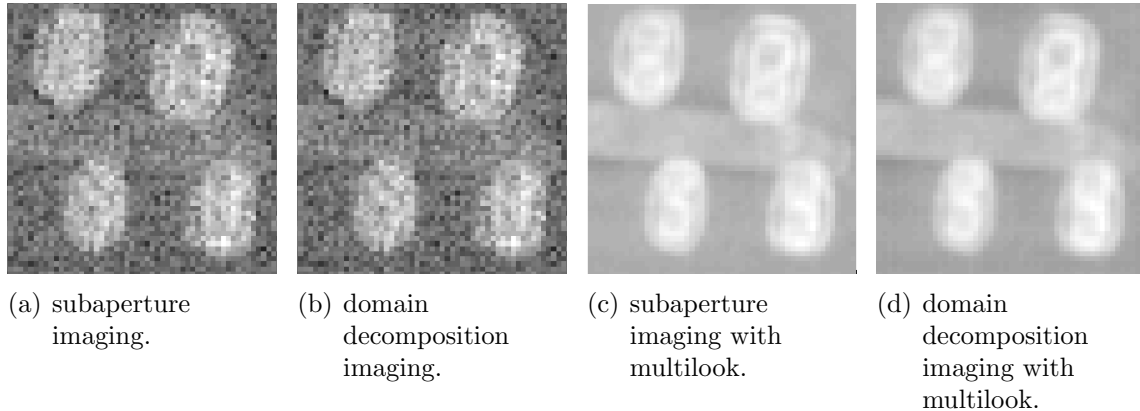 (a) subaperture
imaging.
(b) domain
decomposition
imaging.
(c) subaperture
imaging with
multilook.
(d) domain
decomposition
imaging with
multilook.